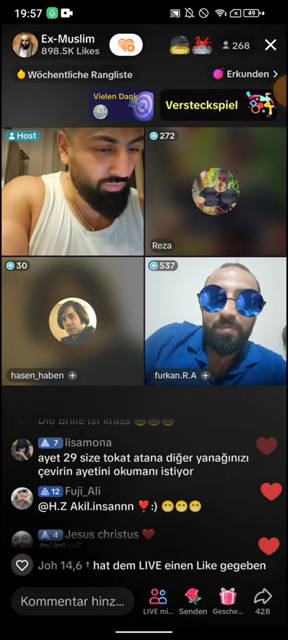 19:57
49
Ex-Muslim
898.5K Likes
500+
500+
268
Wöchentliche Rangliste
Erkunden >
Vielen Dank
Versteckspiel
Host
272
Reza
30
hasen_haben +
537
furkan.R.A +
Die Brille ist krass
7 lisamona
ayet 29 size tokat atana diğer yanağınızı
çevirin ayetini okumanı istiyor
12 Fuji_Ali
@H.Z Akil.insannn ❤️:) 😁😁😁
4 Jesus christus ❤️
Joh 14,6 † hat dem LIVE einen Like gegeben
Kommentar hinz...
LIVE mi...
Senden
Gesche...
428